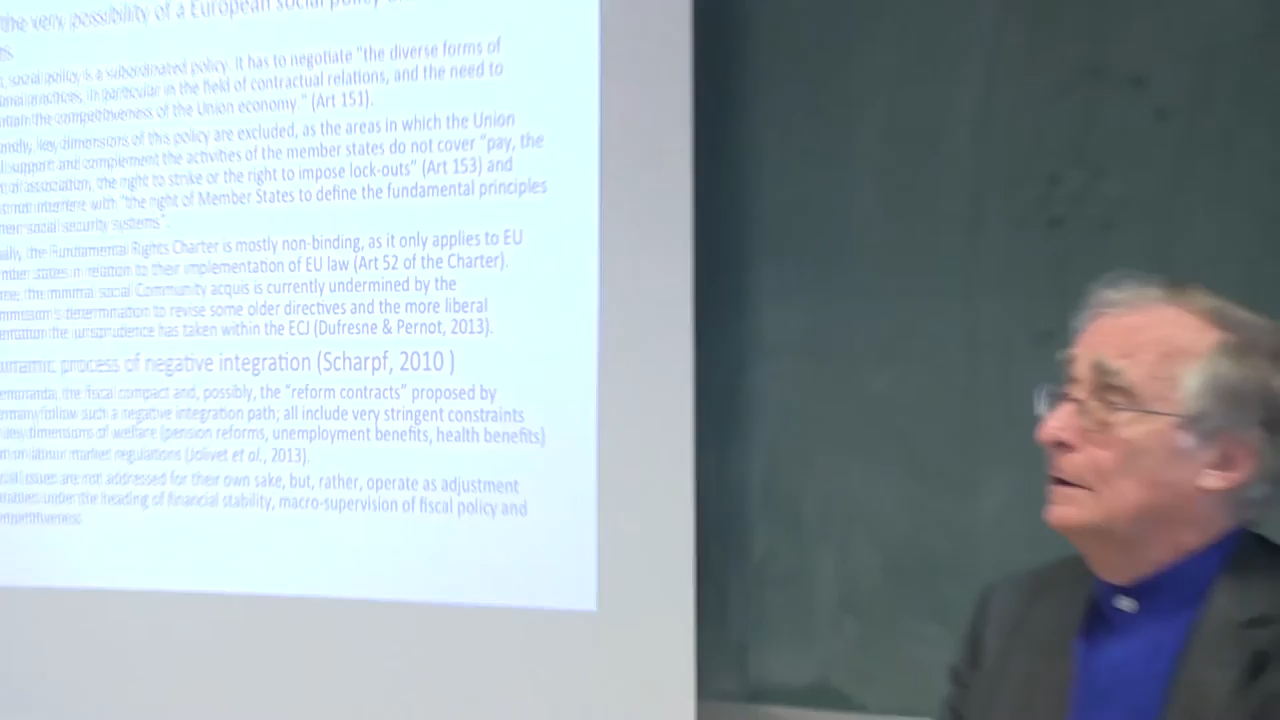 the very possibility of a European social policy
social policy is a subordinated policy. It has to negotiate "the diverse forms of
practices, in particular in the field of contractual relations, and the need to
the competitiveness of the Union economy." (Art 151).
key dimensions of this policy are excluded, as the areas in which the Union
support and complement the activities of the member states do not cover "pay, the
association, the right to strike or the right to impose lock-outs" (Art 153) and
interfere with "the right of Member States to define the fundamental principles
social security systems".
the Fundamental Rights Charter is mostly non-binding, as it only applies to EU
states in relation to their implementation of EU law (Art 52 of the Charter).
the minimal social Community acquis is currently undermined by the
determination to revise some older directives and the more liberal
the jurisprudence has taken within the ECJ (Dufresne & Pernot, 2013).
process of negative integration (Scharpf, 2010 )
the fiscal compact and, possibly, the "reform contracts" proposed by
follow such a negative integration path; all include very stringent constraints
dimensions of welfare (pension reforms, unemployment benefits, health benefits)
labour market regulations (Jolivet et al., 2013).
issues are not addressed for their own sake, but, rather, operate as adjustment
under the heading of financial stability, macro-supervision of fiscal policy and